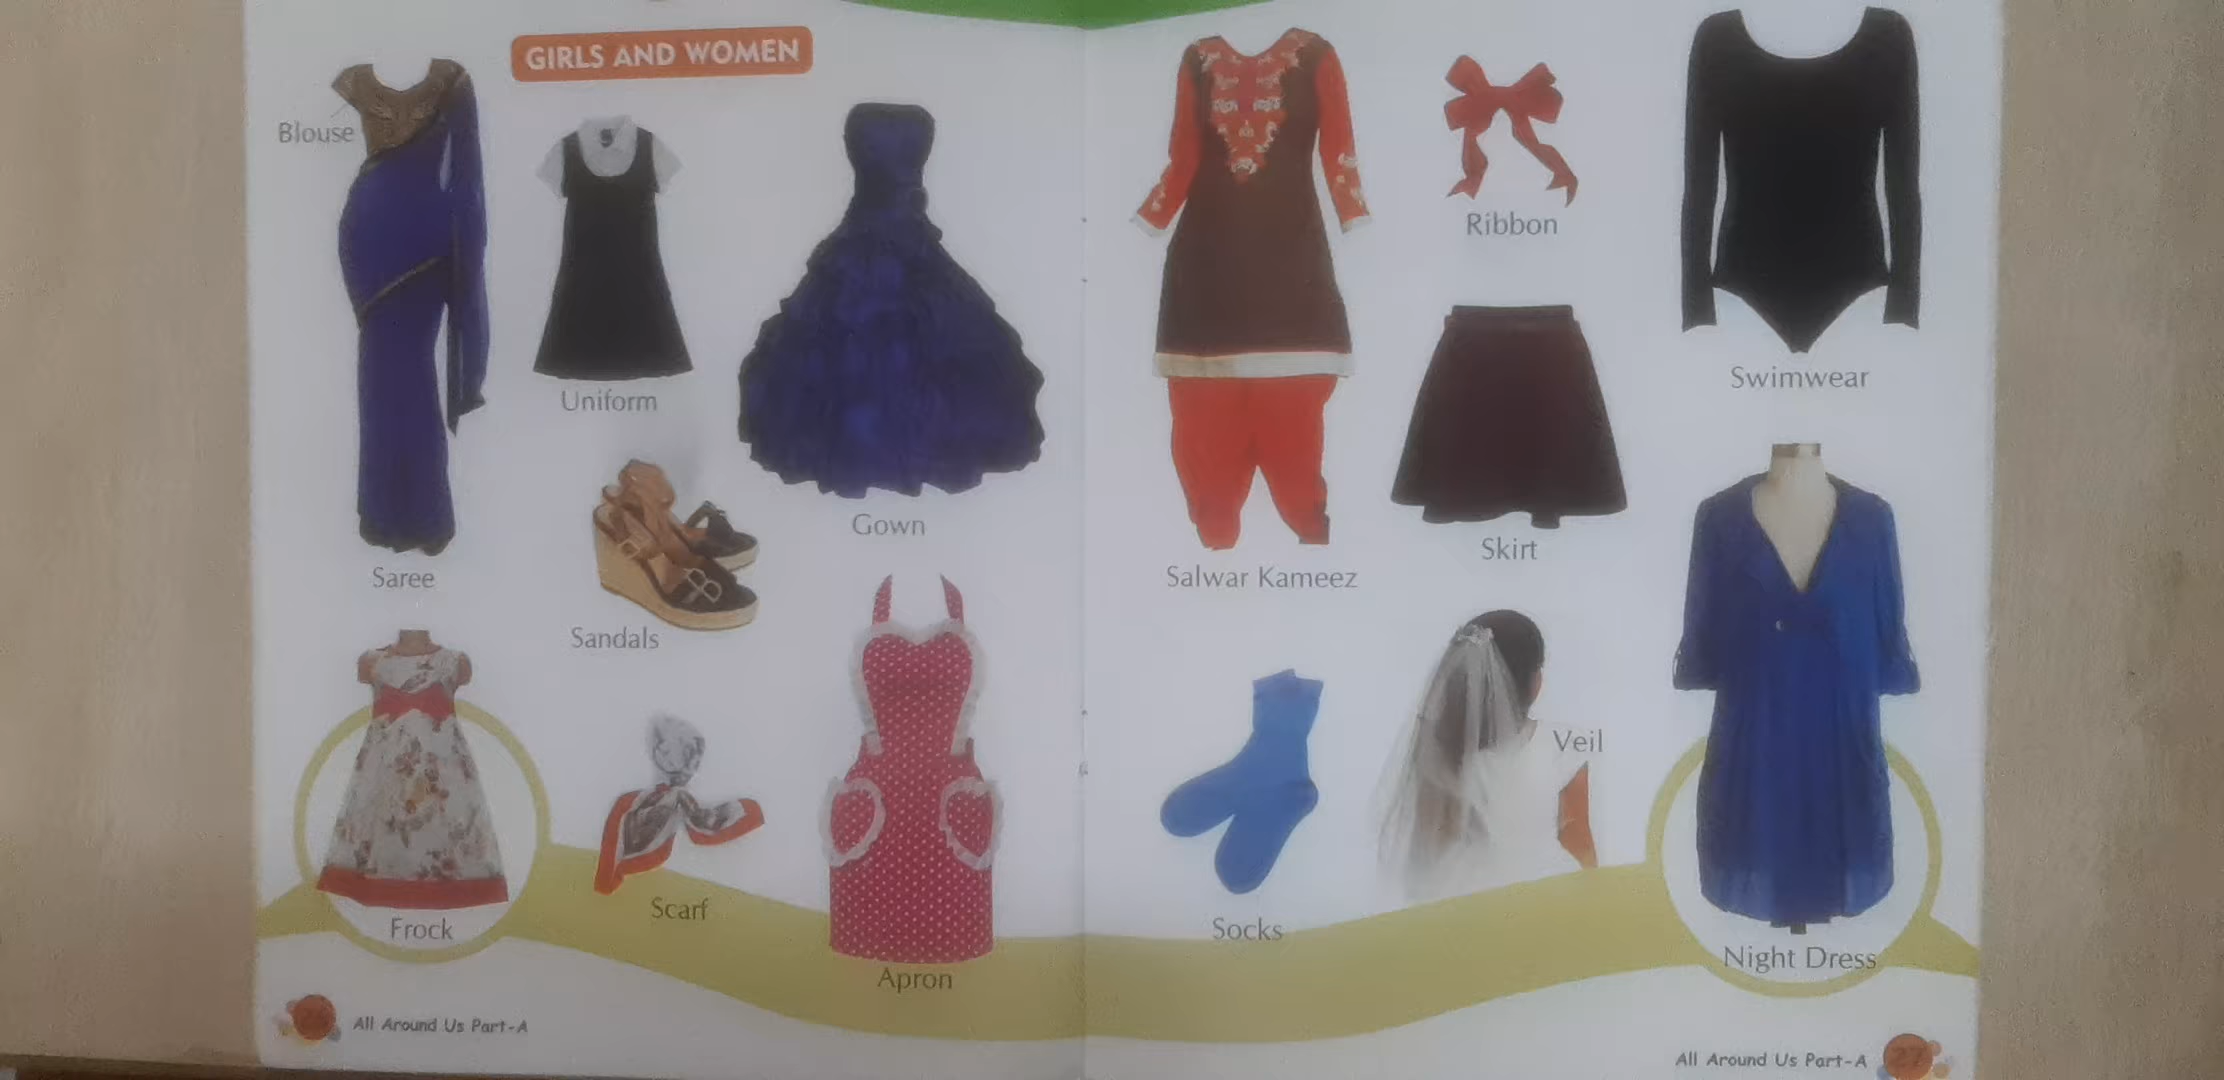 GIRLS AND WOMEN
Blouse
Uniform
Gown
Saree
Sandals
Frock
Scarf
Apron
All Around Us Part-A
Ribbon
Swimwear
Skirt
Salwar Kameez
Veil
Socks
Night Dress
All Around Us Part-A
27